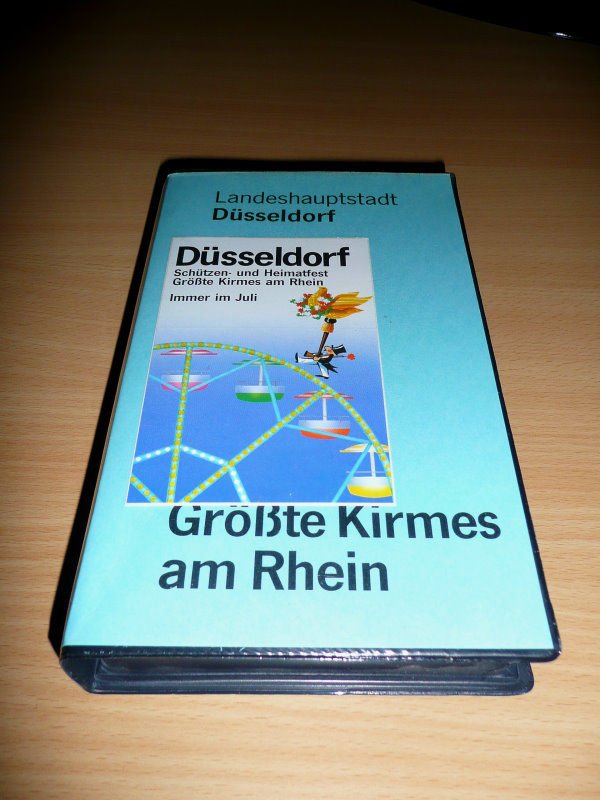 Landeshauptstadt
Düsseldorf
Düsseldorf
Schützen- und Heimatfest
Größte Kirmes am Rhein
Immer im Juli
Größte Kirmes
am Rhein